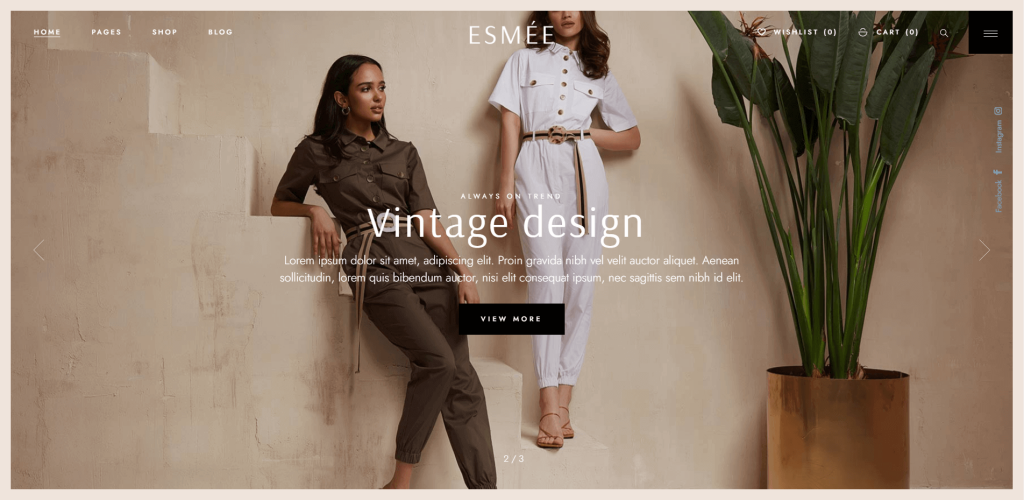 HOME
PAGES
SHOP
BLOG
ESMÉE
WISHLIST (0)
CART (0)
Instagram
Facebook
ALWAYS ON TREND
Vintage design
Lorem ipsum dolor sit amet, adipiscing elit. Proin gravida nibh vel velit auctor aliquet. Aenean
sollicitudin, lorem quis bibendum auctor, nisi elit consequat ipsum, nec sagittis sem nibh id elit.
VIEW MORE
2/3